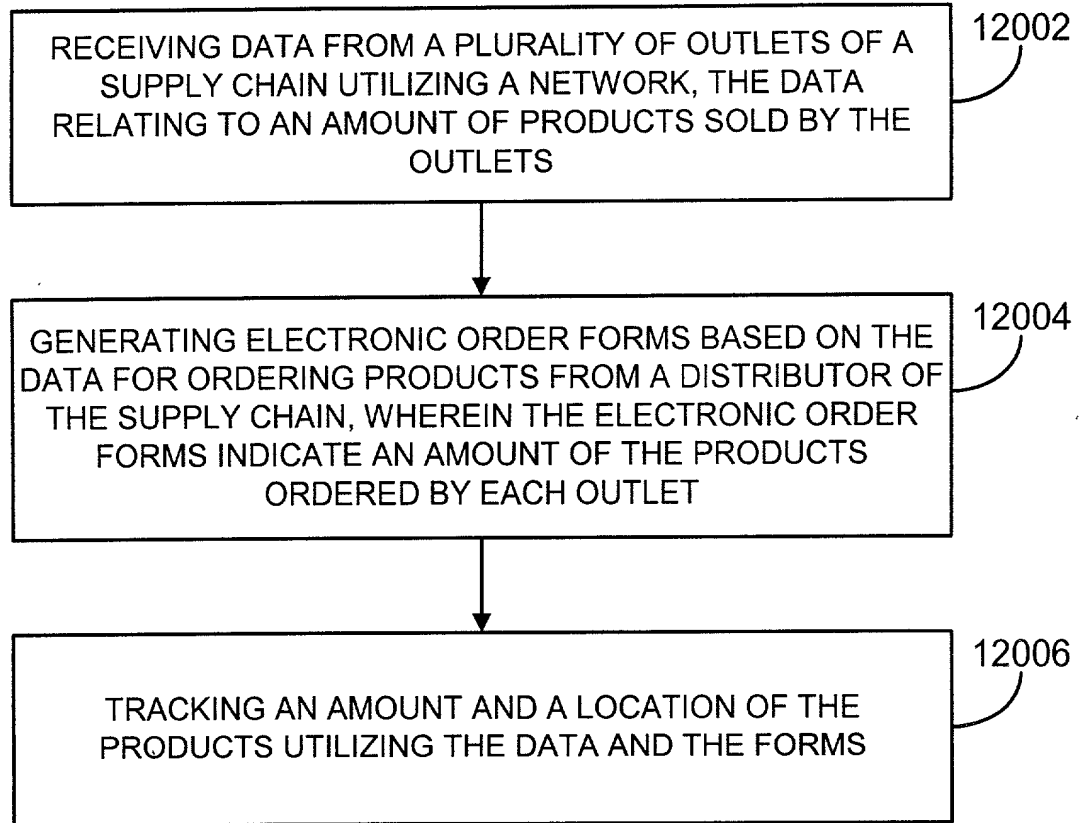 RECEIVING DATA FROM A PLURALITY OF OUTLETS OF A
SUPPLY CHAIN UTILIZING A NETWORK, THE DATA
RELATING TO AN AMOUNT OF PRODUCTS SOLD BY THE
OUTLETS
12002
GENERATING ELECTRONIC ORDER FORMS BASED ON THE
DATA FOR ORDERING PRODUCTS FROM A DISTRIBUTOR OF
THE SUPPLY CHAIN, WHEREIN THE ELECTRONIC ORDER
FORMS INDICATE AN AMOUNT OF THE PRODUCTS
ORDERED BY EACH OUTLET
12004
TRACKING AN AMOUNT AND A LOCATION OF THE
PRODUCTS UTILIZING THE DATA AND THE FORMS
12006